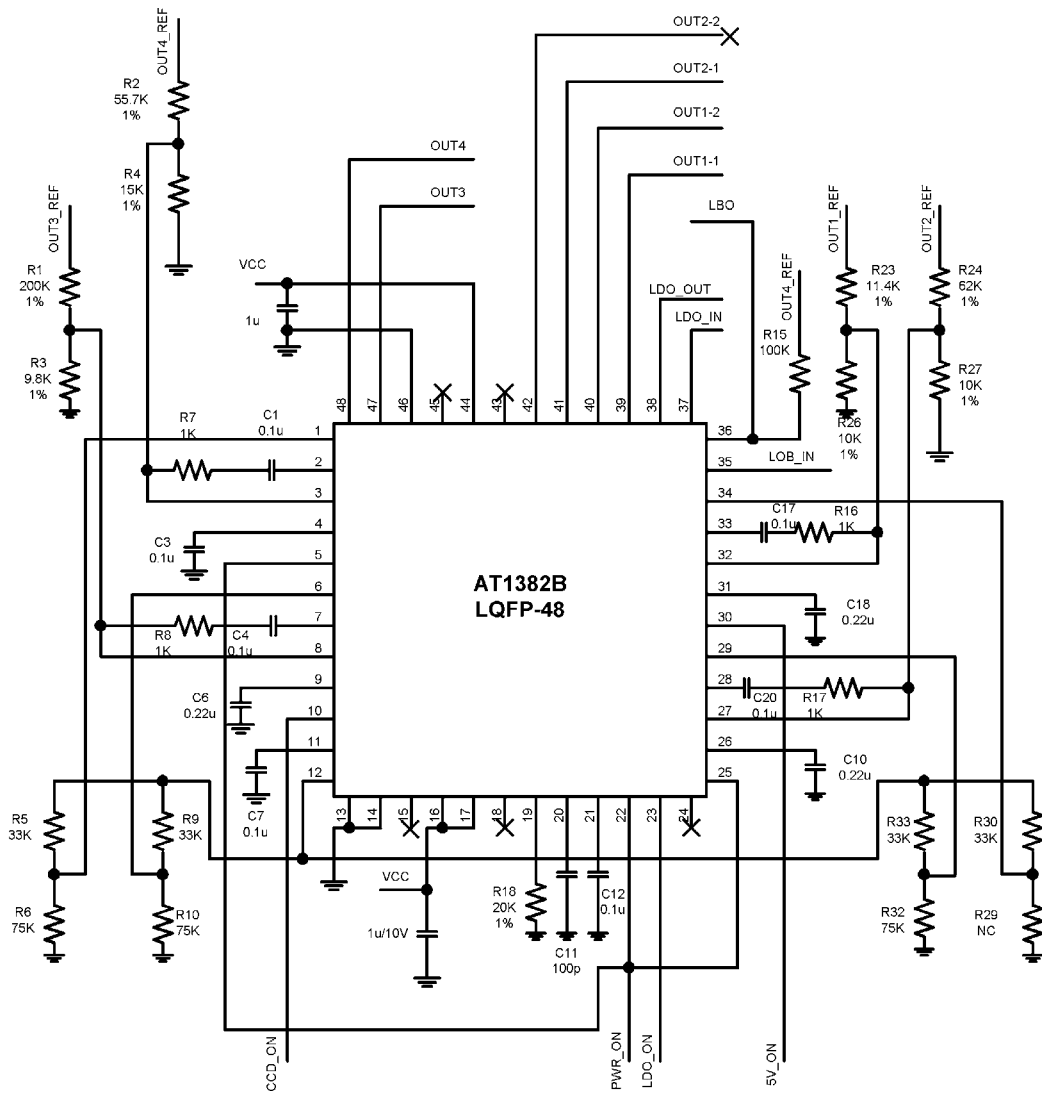 OUT2-2
OUT4_REF
R2
55.7K
1%
OUT2-1
OUT1-2
OUT4
OUT1-1
R4
15K
1%
OUT3
LBO
OUT3_REF
OUT1_REF
OUT2_REF
VCC
OUT4_REF
R1
200K
1%
LDO_OUT
R23
11.4K
1%
R24
62K
1%
1u
LDO_IN
R15
100K
R3
9.8K
1%
R27
10K
1%
48
47
46
45
44
43
42
41
40
39
38
37
R7
1K
C1
0.1u
R26
10K
1%
1
2
3
4
5
6
7
8
9
10
11
12
36
35
34
33
32
31
30
29
28
27
26
25
LOB_IN
C17
0.1u
R16
1K
C3
0.1u
AT1382B
LQFP-48
C18
0.22u
R8
1K
C4
0.1u
C6
0.22u
C20
0.1u
R17
1K
C10
0.22u
C7
0.1u
13
14
15
16
17
18
19
20
21
22
23
24
R5
33K
R9
33K
R33
33K
R30
33K
VCC
R18
20K
1%
C12
0.1u
R6
75K
R10
75K
1u/10V
C11
100p
R32
75K
R29
NC
CCD_ON
PWR_ON
LDO_ON
5V_ON